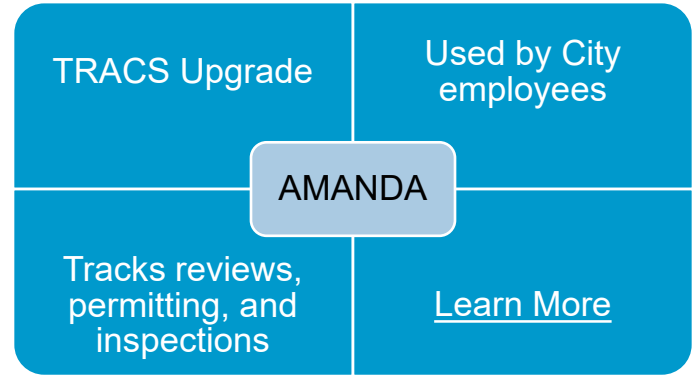 TRACS Upgrade
Used by City
employees
AMANDA
Tracks reviews,
permitting, and
inspections
Learn More